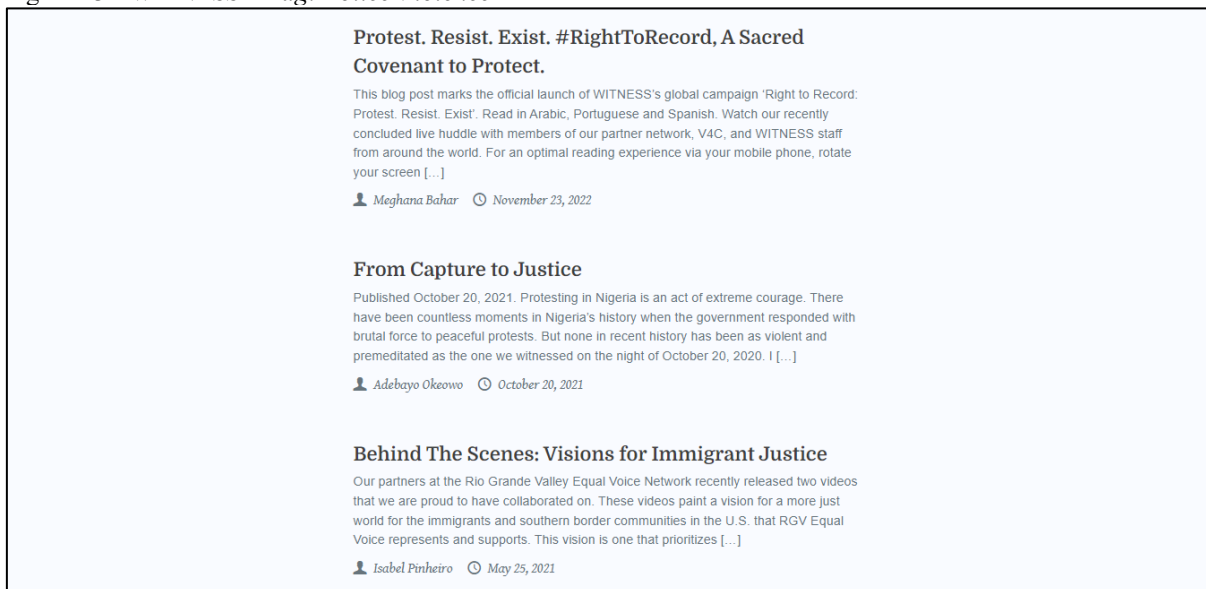 Protest. Resist. Exist. #RightToRecord, A Sacred
Covenant to Protect.
This blog post marks the official launch of WITNESS's global campaign 'Right to Record:
Protest. Resist. Exist'. Read in Arabic, Portuguese and Spanish. Watch our recently
concluded live huddle with members of our partner network, V4C, and WITNESS staff
from around the world. For an optimal reading experience via your mobile phone, rotate
your screen […]
Meghana Bahar November 23, 2022
From Capture to Justice
Published October 20, 2021. Protesting in Nigeria is an act of extreme courage. There
have been countless moments in Nigeria's history when the government responded with
brutal force to peaceful protests. But none in recent history has been as violent and
premeditated as the one we witnessed on the night of October 20, 2020. I […]
Adebayo Okeowo October 20, 2021
Behind The Scenes: Visions for Immigrant Justice
Our partners at the Rio Grande Valley Equal Voice Network recently released two videos
that we are proud to have collaborated on. These videos paint a vision for a more just
world for the immigrants and southern border communities in the U.S. that RGV Equal
Voice represents and supports. This vision is one that prioritizes […]
Isabel Pinheiro May 25, 2021